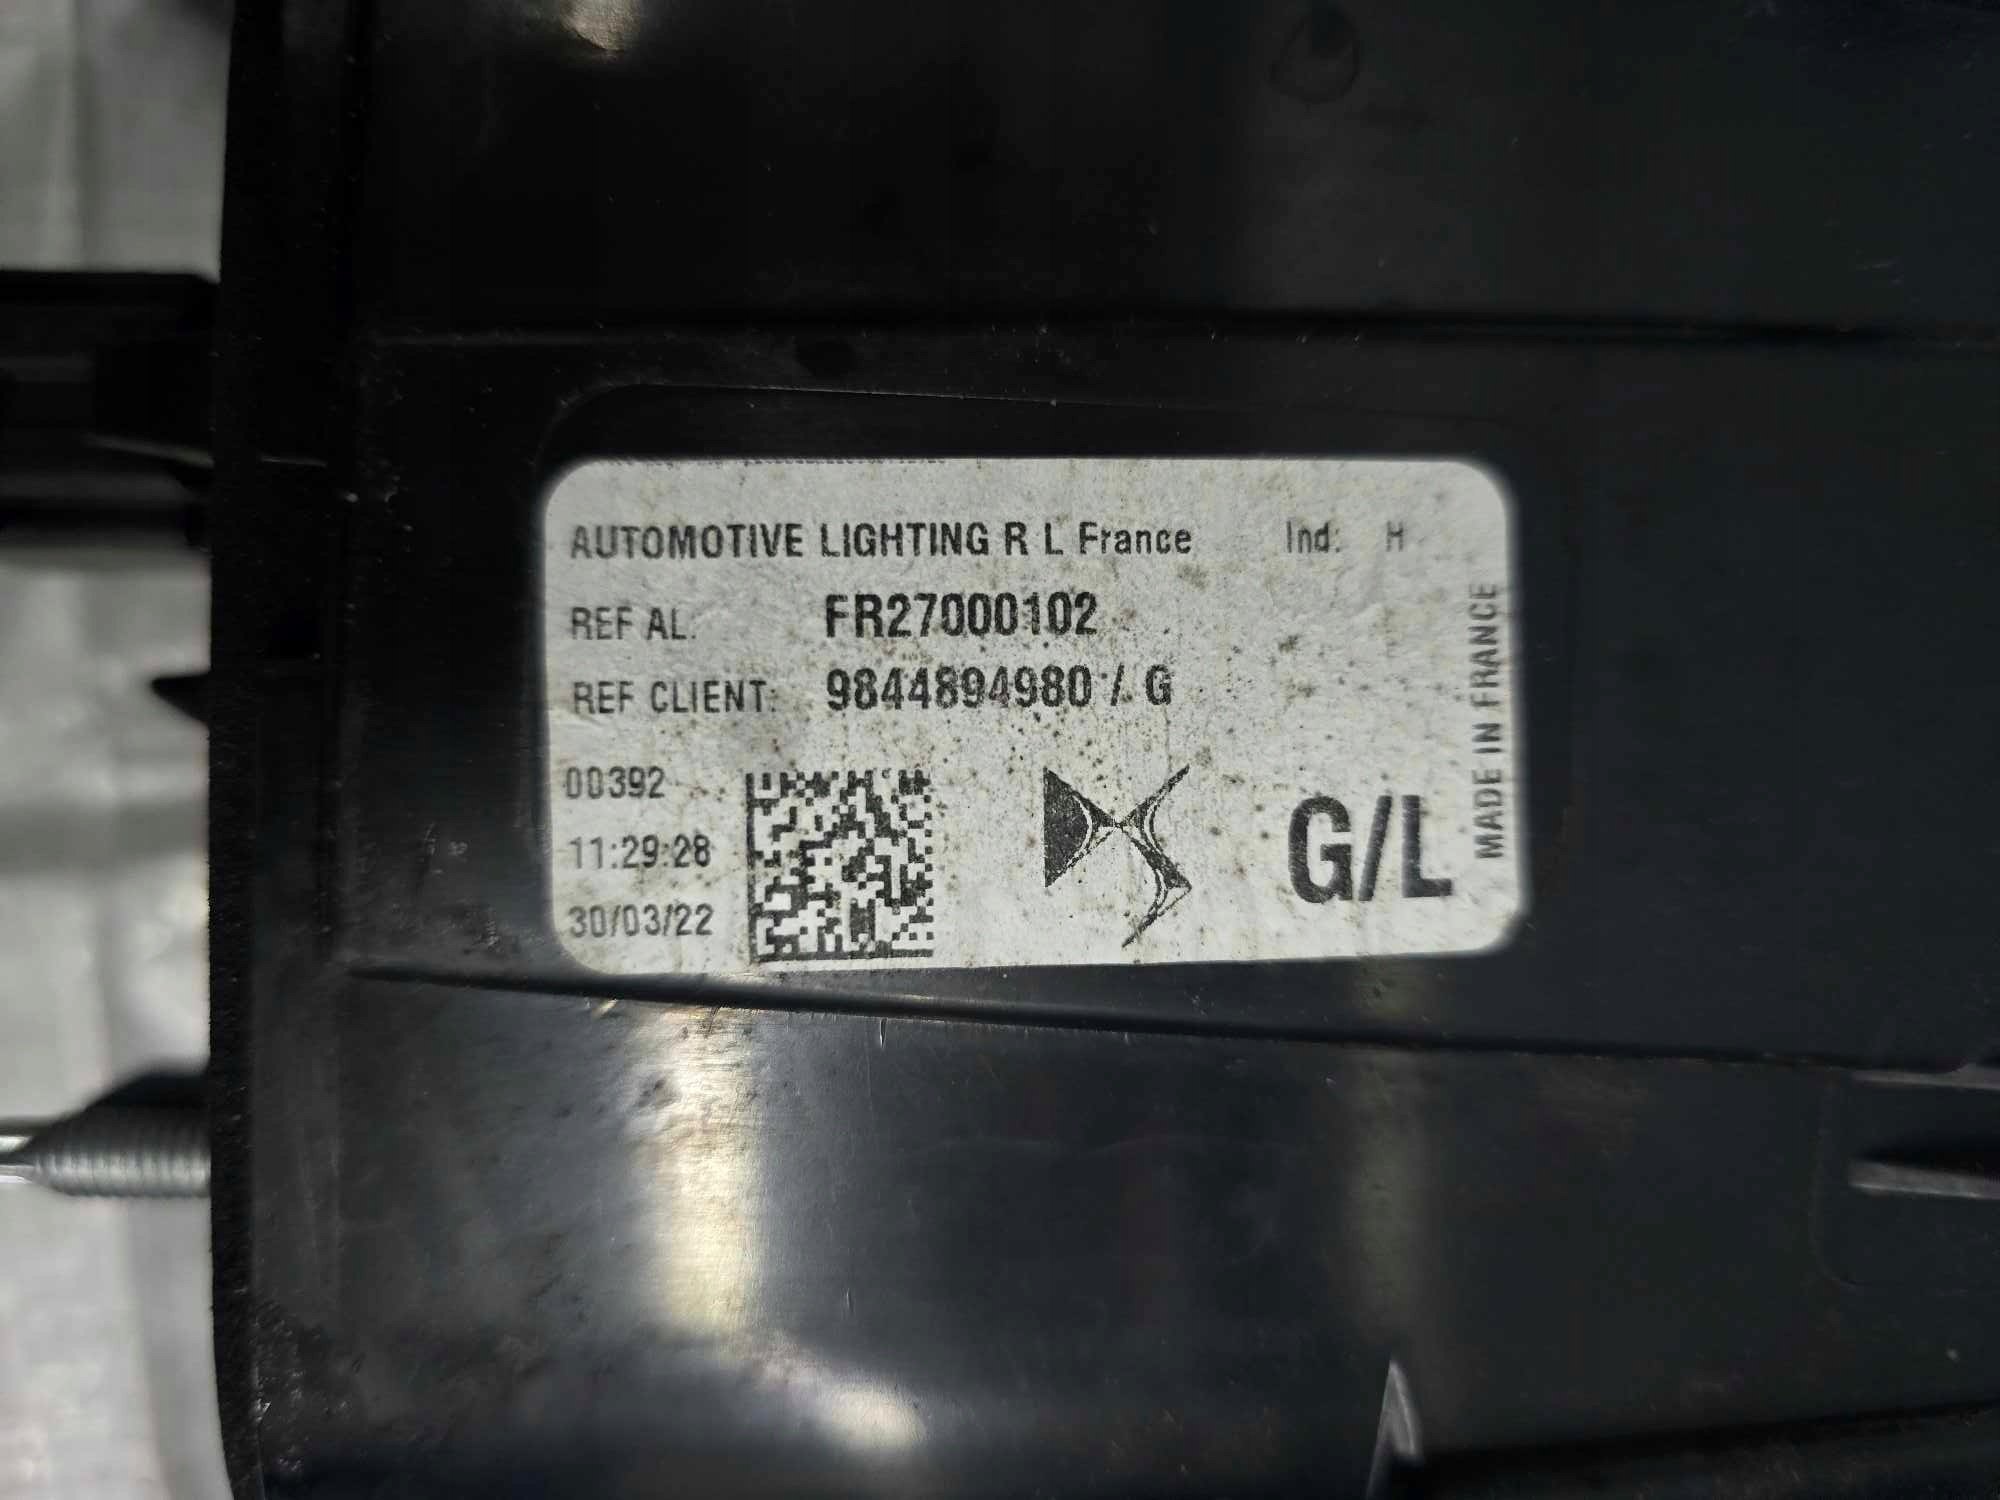 AUTOMOTIVE LIGHTING R L France Ind: H
REF AL: FR27000102
REF CLIENT: 9844894980 / G
00392
11:29:28
30/03/22
G/L
MADE IN FRANCE